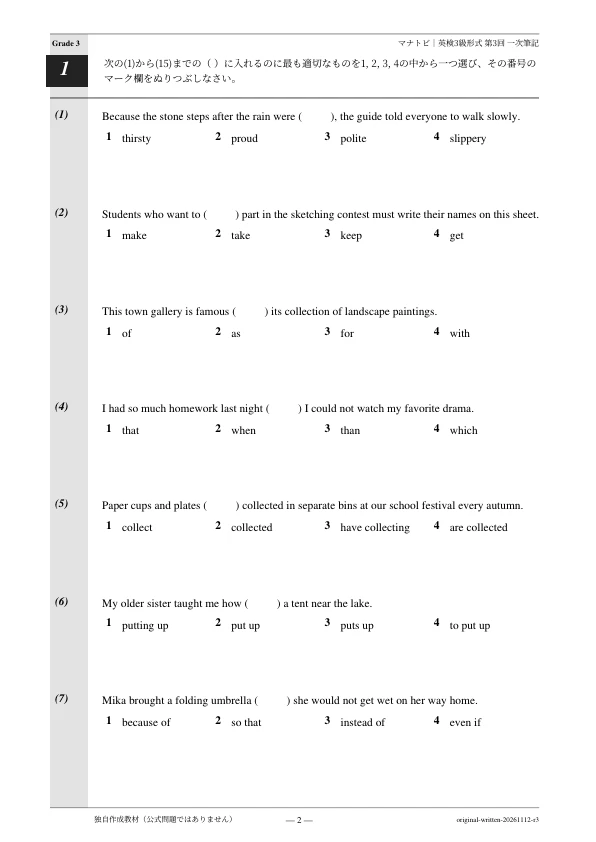 Grade 3
マナトビ｜英検3級形式 第3回 一次筆記
1
次の(1)から(15)までの（ ）に入れるのに最も適切なものを1, 2, 3, 4の中から一つ選び、その番号の
マーク欄をぬりつぶしなさい。
(1)
Because the stone steps after the rain were ( ), the guide told everyone to walk slowly.
1 thirsty 2 proud 3 polite 4 slippery
(2)
Students who want to ( ) part in the sketching contest must write their names on this sheet.
1 make 2 take 3 keep 4 get
(3)
This town gallery is famous ( ) its collection of landscape paintings.
1 of 2 as 3 for 4 with
(4)
I had so much homework last night ( ) I could not watch my favorite drama.
1 that 2 when 3 than 4 which
(5)
Paper cups and plates ( ) collected in separate bins at our school festival every autumn.
1 collect 2 collected 3 have collecting 4 are collected
(6)
My older sister taught me how ( ) a tent near the lake.
1 putting up 2 put up 3 puts up 4 to put up
(7)
Mika brought a folding umbrella ( ) she would not get wet on her way home.
1 because of 2 so that 3 instead of 4 even if
独自作成教材（公式問題ではありません）
— 2 —
original-written-20261112-r3